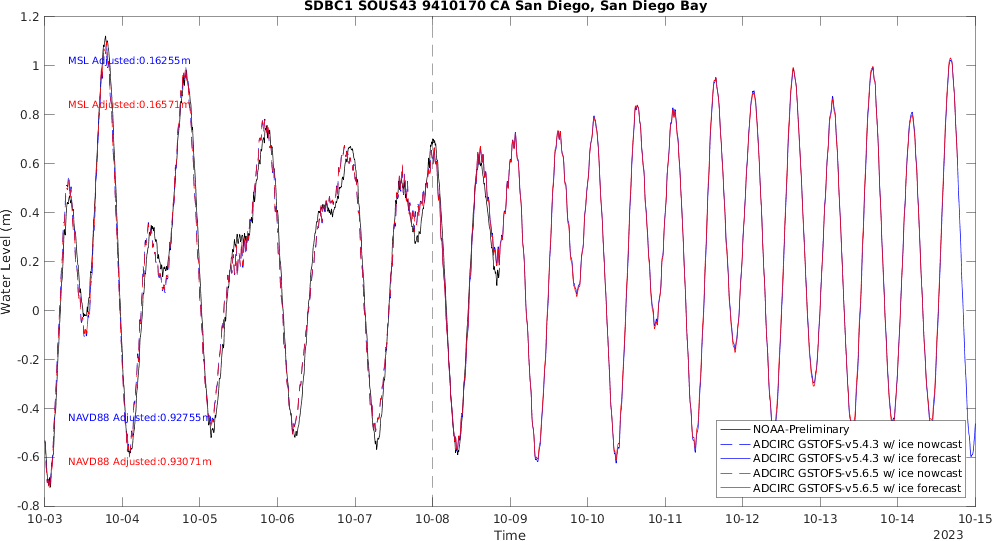 SDBC1 SOUS43 9410170 CA San Diego, San Diego Bay
1.2
1
0.8
0.6
0.4
0.2
0
-0.2
-0.4
-0.6
-0.8
Water Level (m)
MSL Adjusted:0.16255m
MSL Adjusted:0.16571m
NAVD88 Adjusted:0.92755m
NAVD88 Adjusted:0.93071m
NOAA-Preliminary
ADCIRC GSTOFS-v5.4.3 w/ ice nowcast
ADCIRC GSTOFS-v5.4.3 w/ ice forecast
ADCIRC GSTOFS-v5.6.5 w/ ice nowcast
ADCIRC GSTOFS-v5.6.5 w/ ice forecast
10-03 10-04 10-05 10-06 10-07 10-08 10-09 10-10 10-11 10-12 10-13 10-14 10-15
Time
2023